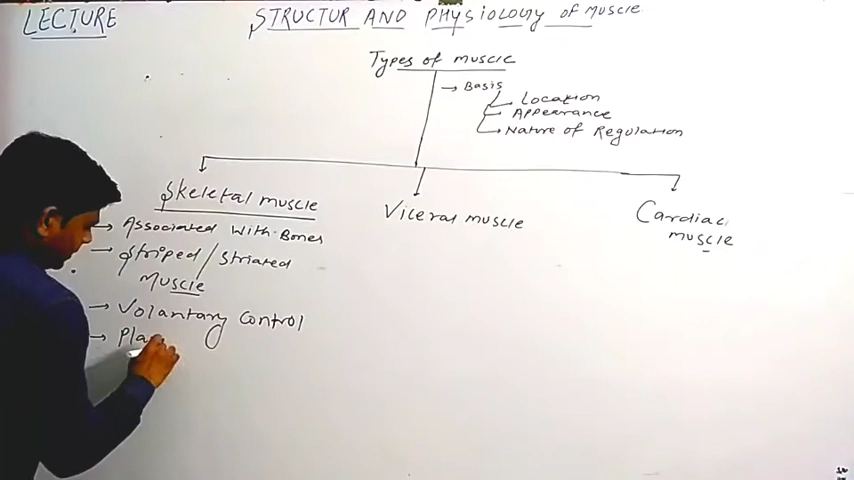 LECTURE
STRUCTUR AND PHYSIOLOGY of MUSCLE
Types of muscle
→ Basis
Location
Appearance
Nature of Regulation
Skeletal muscle
Viceral muscle
Cardiac
muscle
→ Associated With Bones
→ Striped / Striated
Muscle
→ Volantary Control
→ Pla